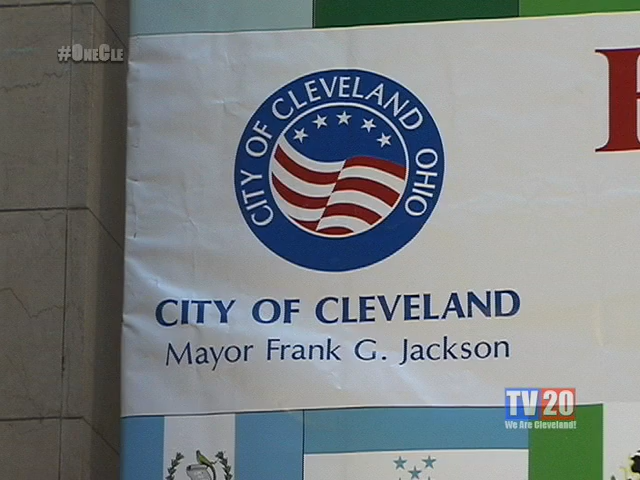 #OneCle
CITY OF CLEVELAND OHIO
CITY OF CLEVELAND
Mayor Frank G. Jackson
TV20
We Are Cleveland!